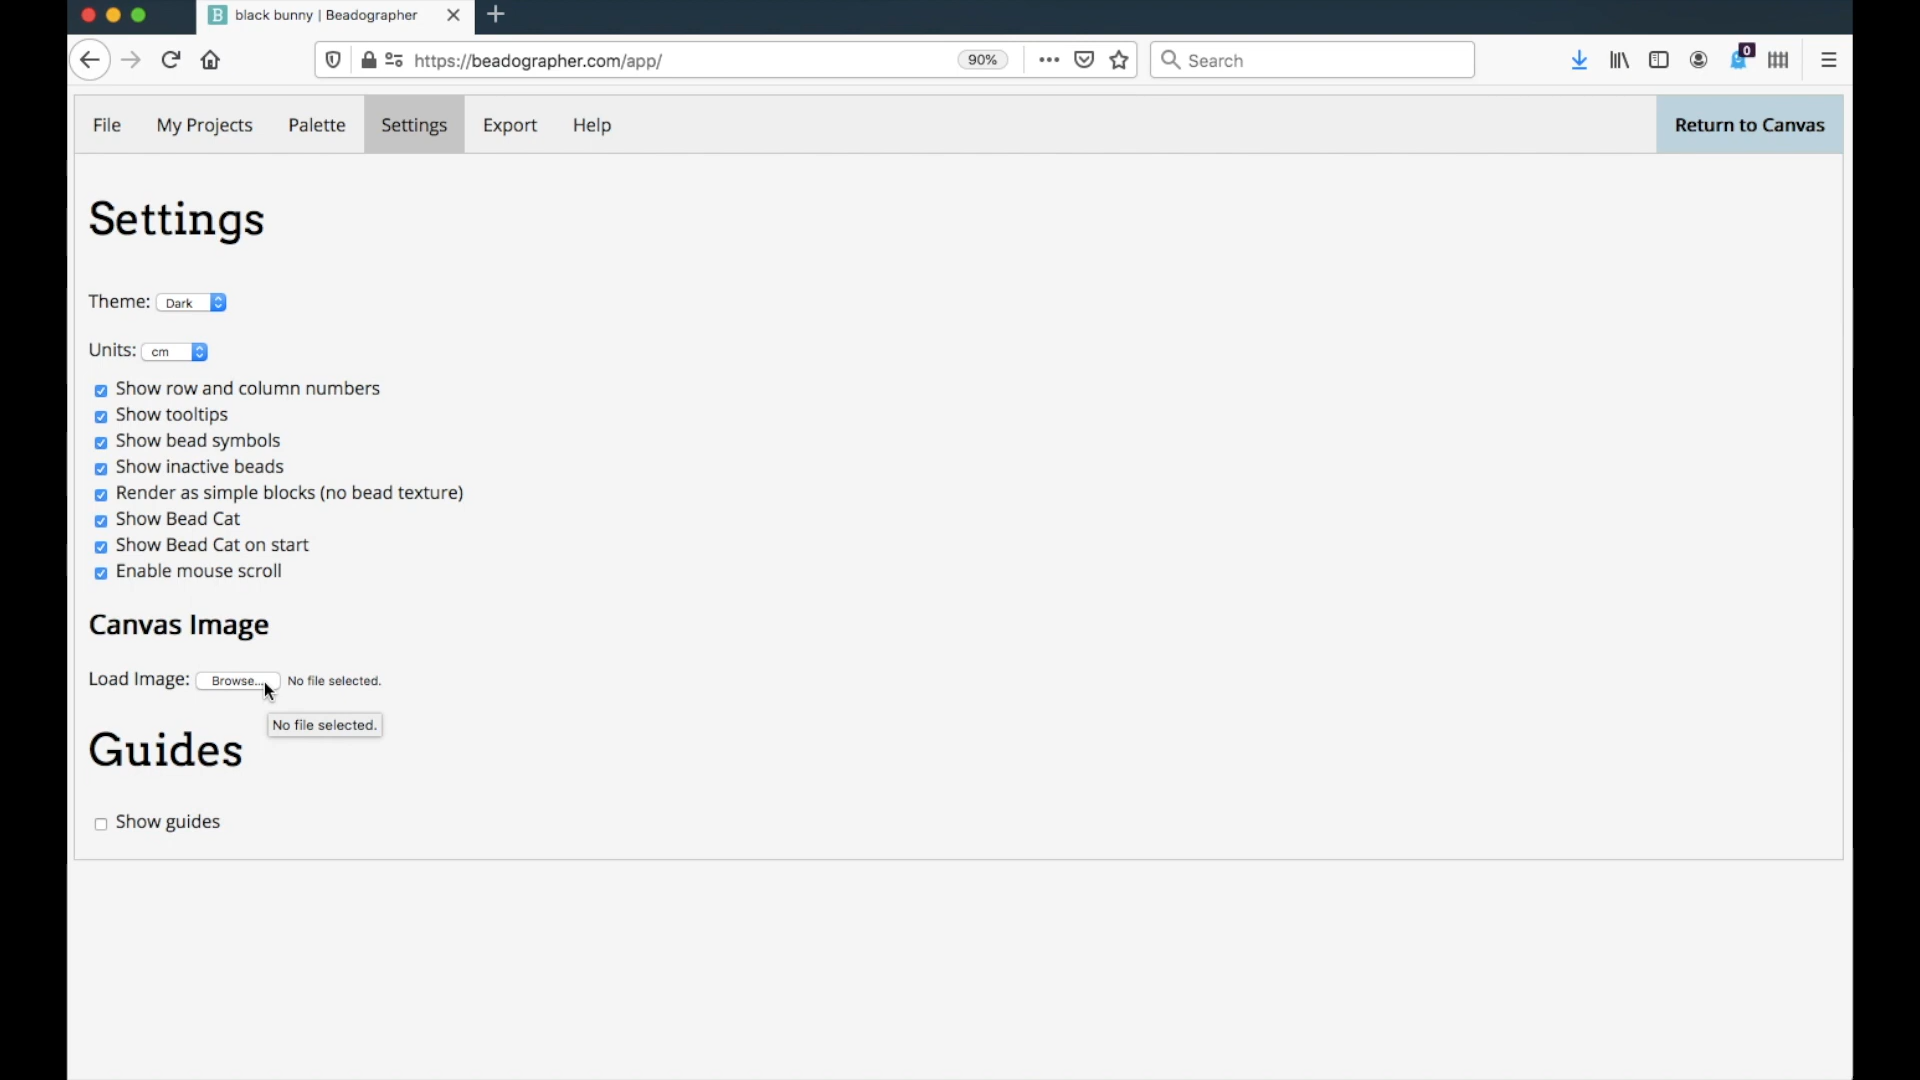 black bunny | Beadographer
https://beadographer.com/app/
90%
Search
0
File
My Projects
Palette
Settings
Export
Help
Return to Canvas
Settings
Theme: Dark
Units: cm
Show row and column numbers
Show tooltips
Show bead symbols
Show inactive beads
Render as simple blocks (no bead texture)
Show Bead Cat
Show Bead Cat on start
Enable mouse scroll
Canvas Image
Load Image: Browse... No file selected.
No file selected.
Guides
Show guides